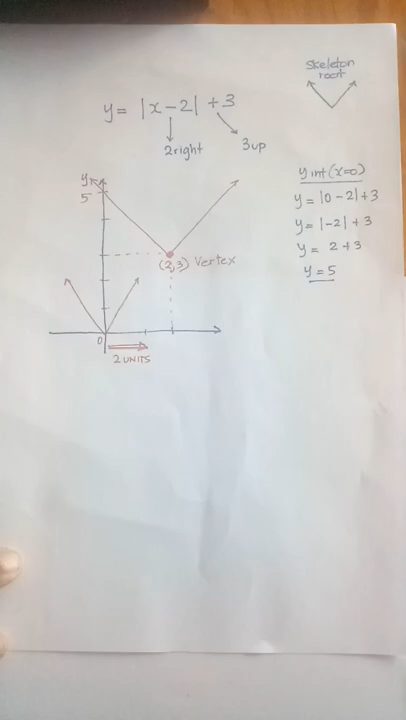 Skeleton
root
y = |x-2| +3
2right
3up
y int (x=0)
y = |0-2|+3
y = |-2| + 3
y = 2+3
y = 5
y
5
(2,3) Vertex
0
2 UNITS